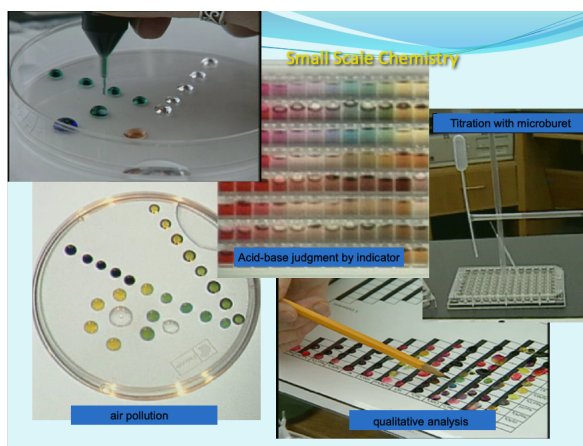 Small Scale Chemistry
Titration with microburet
Acid-base judgment by indicator
air pollution
qualitative analysis